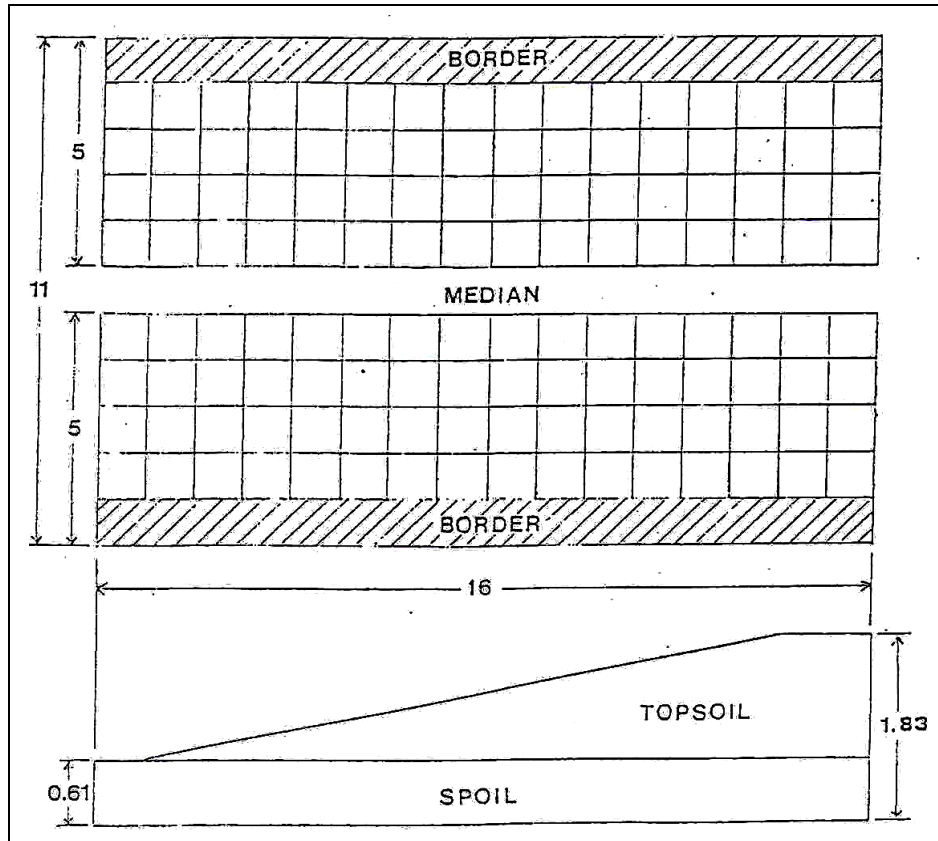 BORDER
5
11
MEDIAN
5
BORDER
16
TOPSOIL
1.83
0.61
SPOIL